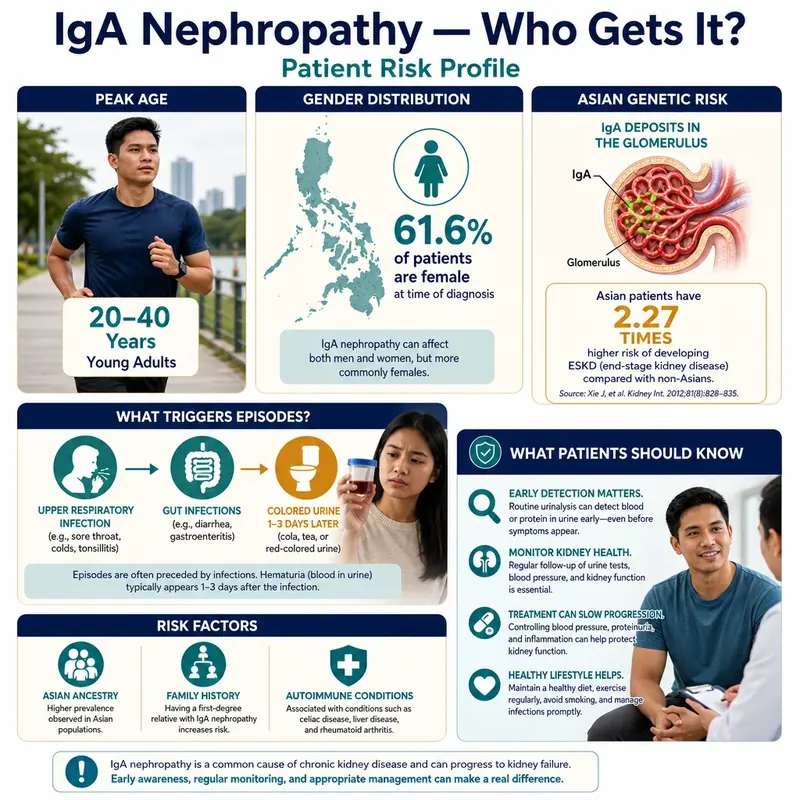 IgA Nephropathy — Who Gets It?
Patient Risk Profile
PEAK AGE
20–40
Years
Young Adults
GENDER DISTRIBUTION
61.6%
of patients
are female
at time of diagnosis
IgA nephropathy can affect
both men and women, but more
commonly females.
ASIAN GENETIC RISK
IgA DEPOSITS IN
THE GLOMERULUS
IgA
Glomerulus
Asian patients have
2.27
TIMES
higher risk of developing
ESKD (end-stage kidney disease)
compared with non-Asians.
Source: Xie J, et al. Kidney Int. 2012;81(8):828–835.
WHAT TRIGGERS EPISODES?
UPPER RESPIRATORY
INFECTION
(e.g., sore throat,
colds, tonsillitis)
GUT INFECTIONS
(e.g., diarrhea,
gastroenteritis)
COLORED URINE
1–3 DAYS LATER
(cola, tea, or
red-colored urine)
Episodes are often preceded by infections. Hematuria (blood in urine)
typically appears 1–3 days after the infection.
RISK FACTORS
ASIAN ANCESTRY
Higher prevalence
observed in Asian
populations.
FAMILY HISTORY
Having a first-degree
relative with IgA nephropathy
increases risk.
AUTOIMMUNE CONDITIONS
Associated with conditions such as
celiac disease, liver disease,
and rheumatoid arthritis.
WHAT PATIENTS SHOULD KNOW
EARLY DETECTION MATTERS.
Routine urinalysis can detect blood
or protein in urine early—even before
symptoms appear.
MONITOR KIDNEY HEALTH.
Regular follow-up of urine tests,
blood pressure, and kidney function
is essential.
TREATMENT CAN SLOW PROGRESSION.
Controlling blood pressure, proteinuria,
and inflammation can help protect
kidney function.
HEALTHY LIFESTYLE HELPS.
Maintain a healthy diet, exercise
regularly, avoid smoking, and manage
infections promptly.
IgA nephropathy is a common cause of chronic kidney disease and can progress to kidney failure.
Early awareness, regular monitoring, and appropriate management can make a real difference.